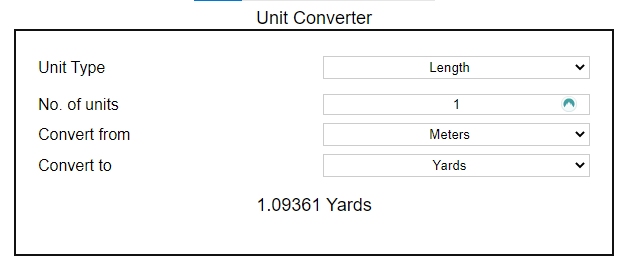 Unit Converter
Unit Type Length
No. of units 1
Convert from Meters
Convert to Yards
1.09361 Yards